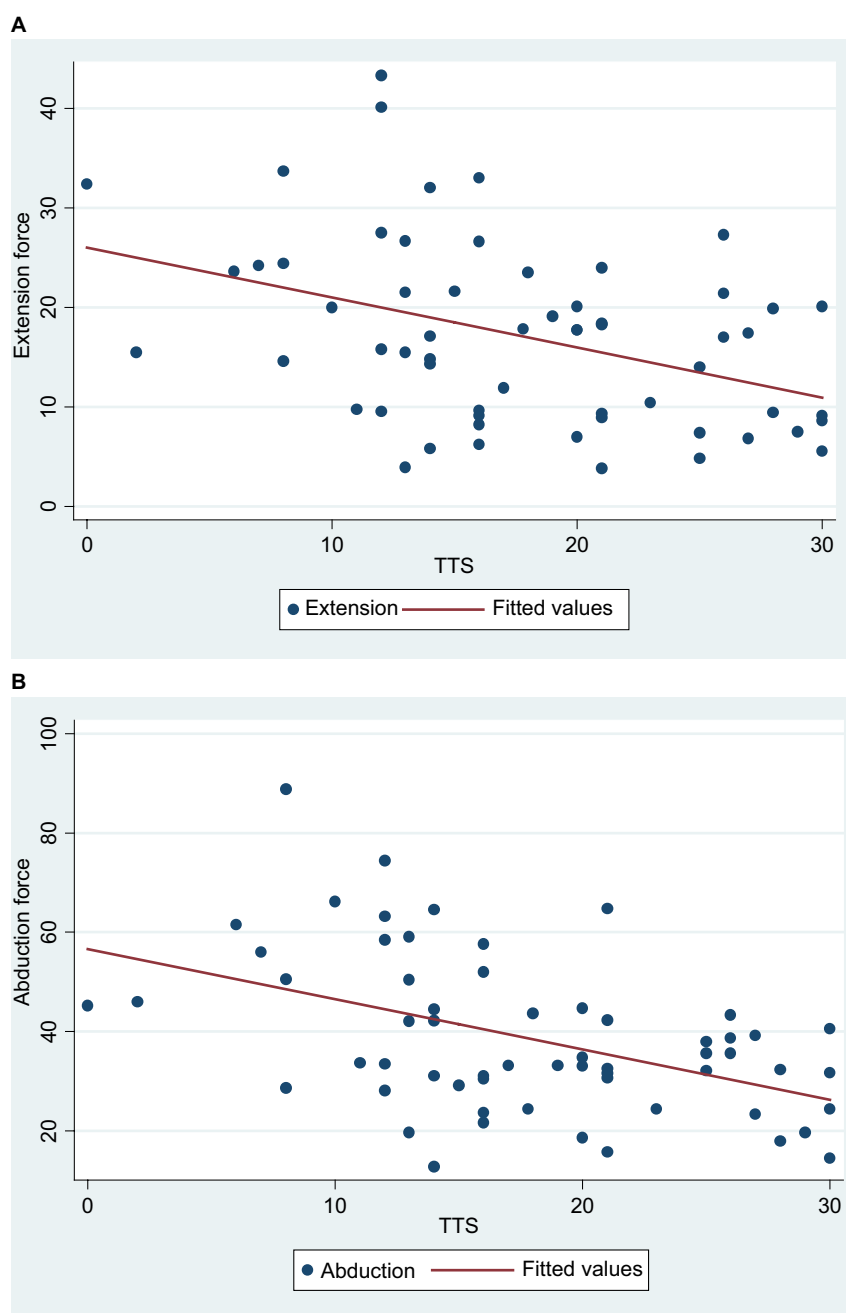 A
Extension force
40
30
20
10
0
0 10 20 30
TTS
Extension Fitted values
B
Abduction force
100
80
60
40
20
0 10 20 30
TTS
Abduction Fitted values